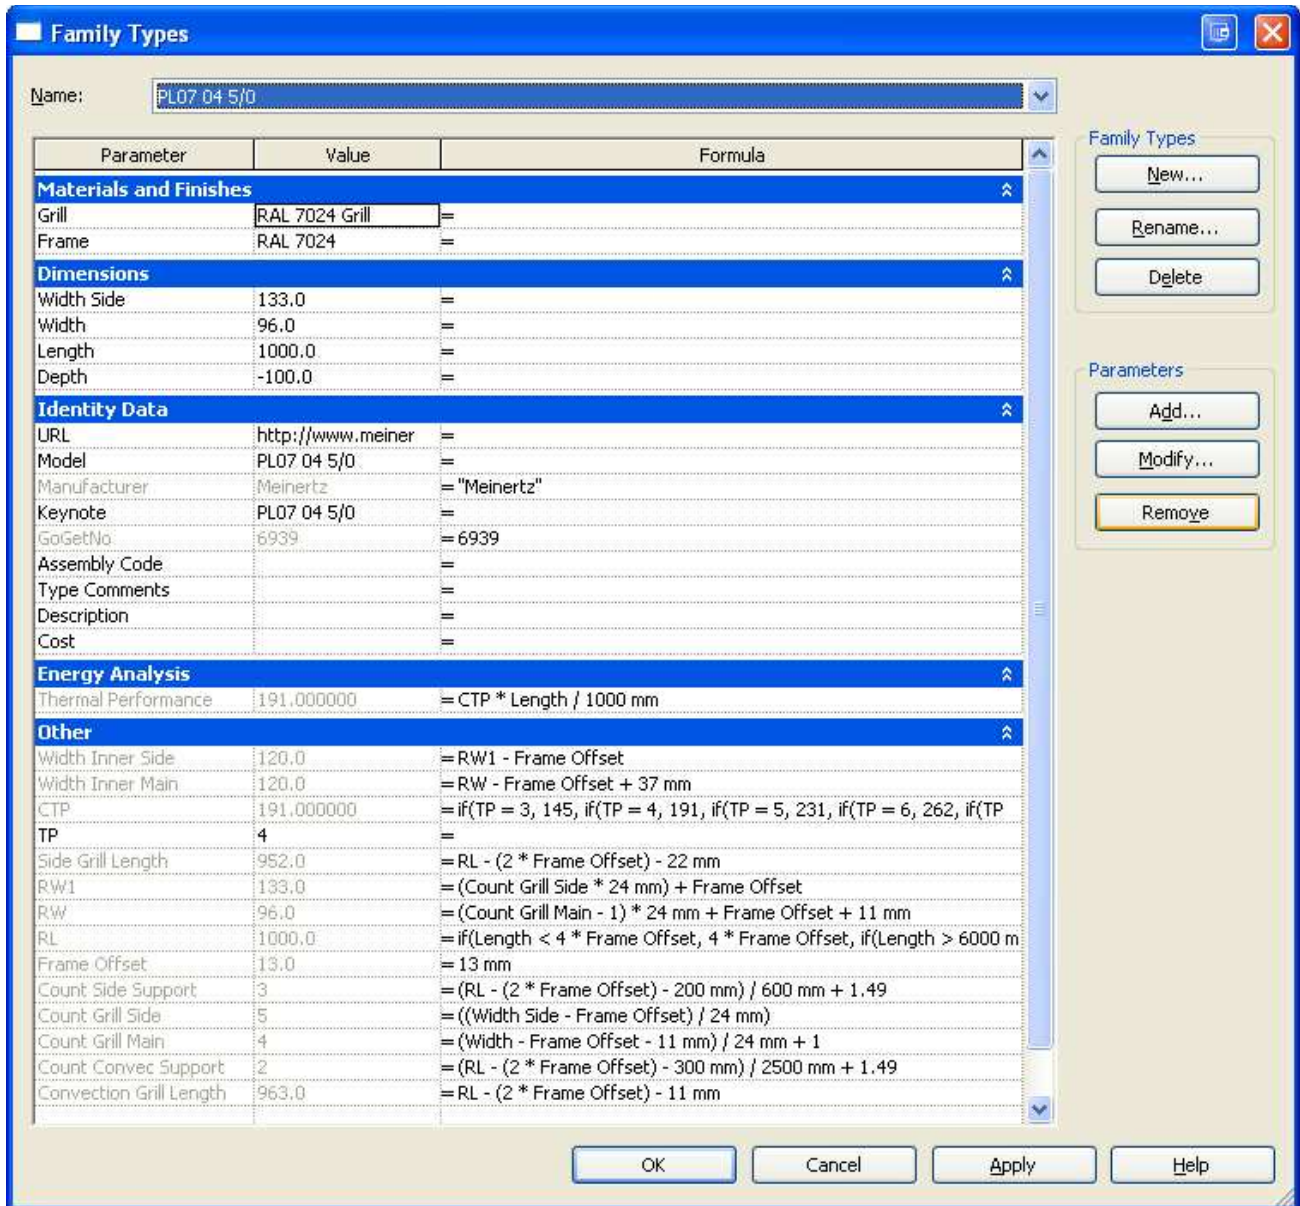 Family Types
Name: PL07 04 5/0
Parameter Value Formula
Materials and Finishes
Grill RAL 7024 Grill =
Frame RAL 7024 =
Dimensions
Width Side 133.0 =
Width 96.0 =
Length 1000.0 =
Depth -100.0 =
Identity Data
URL http://www.meiner =
Model PL07 04 5/0 =
Manufacturer Meinertz = "Meinertz"
Keynote PL07 04 5/0 =
GoGetNo 6939 = 6939
Assembly Code =
Type Comments =
Description =
Cost =
Energy Analysis
Thermal Performance 191.000000 = CTP * Length / 1000 mm
Other
Width Inner Side 120.0 = RW1 - Frame Offset
Width Inner Main 120.0 = RW - Frame Offset + 37 mm
CTP 191.000000 = if(TP = 3, 145, if(TP = 4, 191, if(TP = 5, 231, if(TP = 6, 262, if(TP
TP 4 =
Side Grill Length 952.0 = RL - (2 * Frame Offset) - 22 mm
RW1 133.0 = (Count Grill Side * 24 mm) + Frame Offset
RW 96.0 = (Count Grill Main - 1) * 24 mm + Frame Offset + 11 mm
RL 1000.0 = if(Length < 4 * Frame Offset, 4 * Frame Offset, if(Length > 6000 m
Frame Offset 13.0 = 13 mm
Count Side Support 3 = (RL - (2 * Frame Offset) - 200 mm) / 600 mm + 1.49
Count Grill Side 5 = ((Width Side - Frame Offset) / 24 mm)
Count Grill Main 4 = (Width - Frame Offset - 11 mm) / 24 mm + 1
Count Convec Support 2 = (RL - (2 * Frame Offset) - 300 mm) / 2500 mm + 1.49
Convection Grill Length 963.0 = RL - (2 * Frame Offset) - 11 mm
Family Types
New...
Rename...
Delete
Parameters
Add...
Modify...
Remove
OK Cancel Apply Help